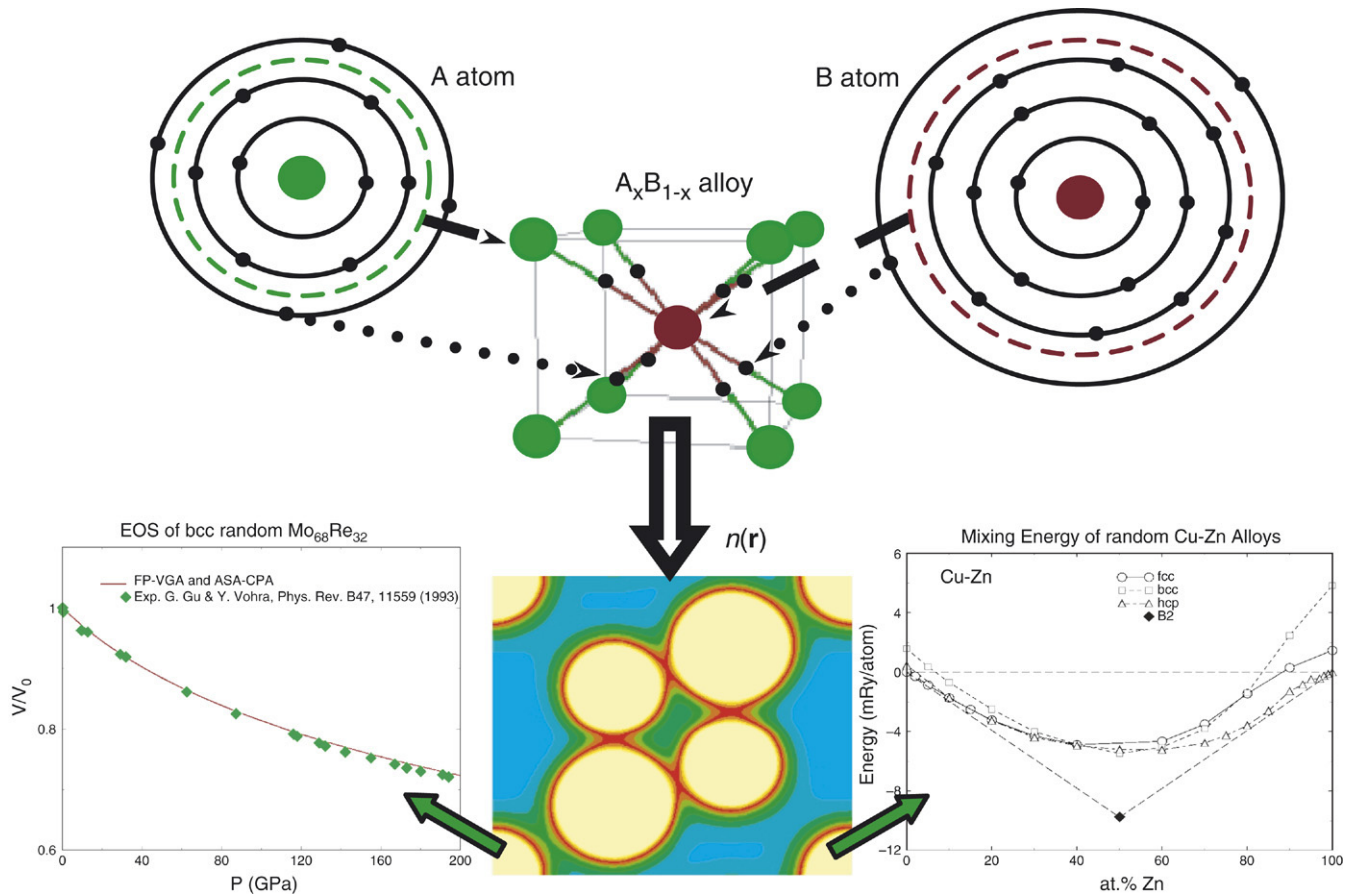 A atom
B atom
AₓB₁₋ₓ alloy
n(r)
EOS of bcc random Mo₆₈Re₃₂
FP-VGA and ASA-CPA
Exp. G. Gu & Y. Vohra, Phys. Rev. B47, 11559 (1993)
1
0.8
0.6
V/V₀
0 40 80 120 160 200
P (GPa)
Mixing Energy of random Cu-Zn Alloys
Cu-Zn
fcc
bcc
hcp
B2
6
4
0
−4
−8
−12
Energy (mRy/atom)
0 20 40 60 80 100
at.% Zn